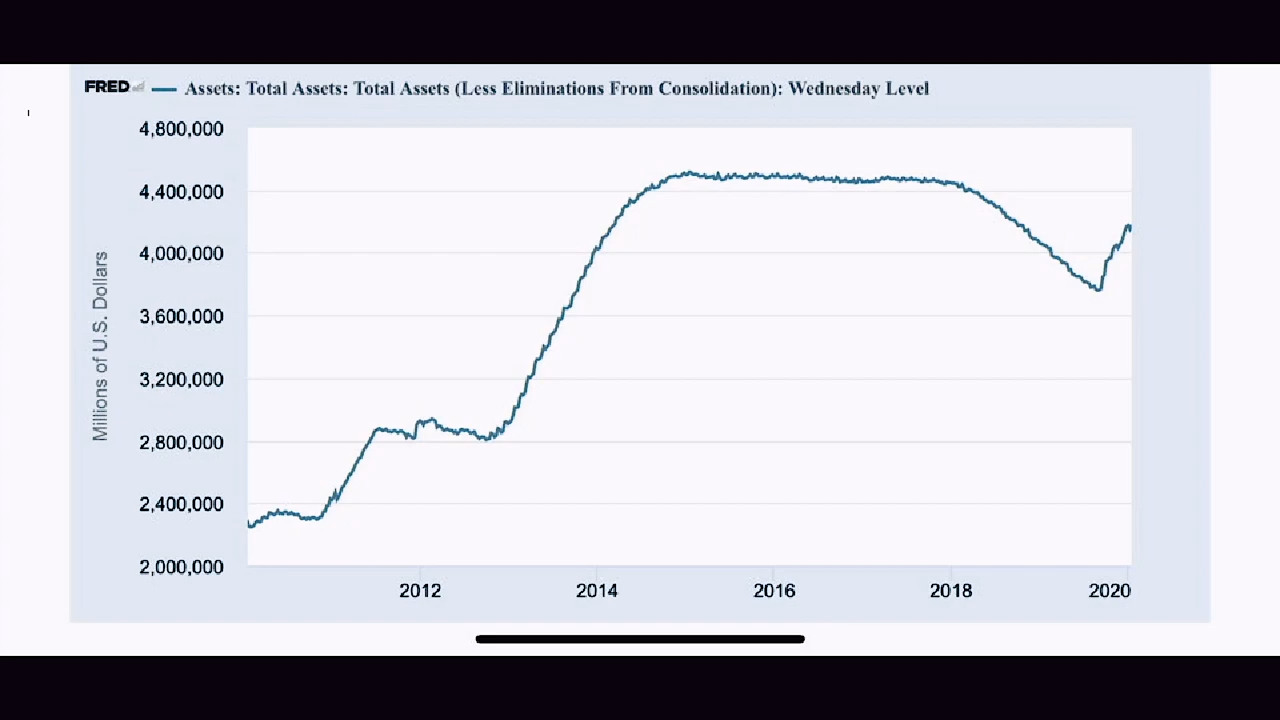 FRED Assets: Total Assets: Total Assets (Less Eliminations From Consolidation): Wednesday Level
4,800,000
4,400,000
4,000,000
3,600,000
3,200,000
2,800,000
2,400,000
2,000,000
Millions of U.S. Dollars
2012 2014 2016 2018 2020